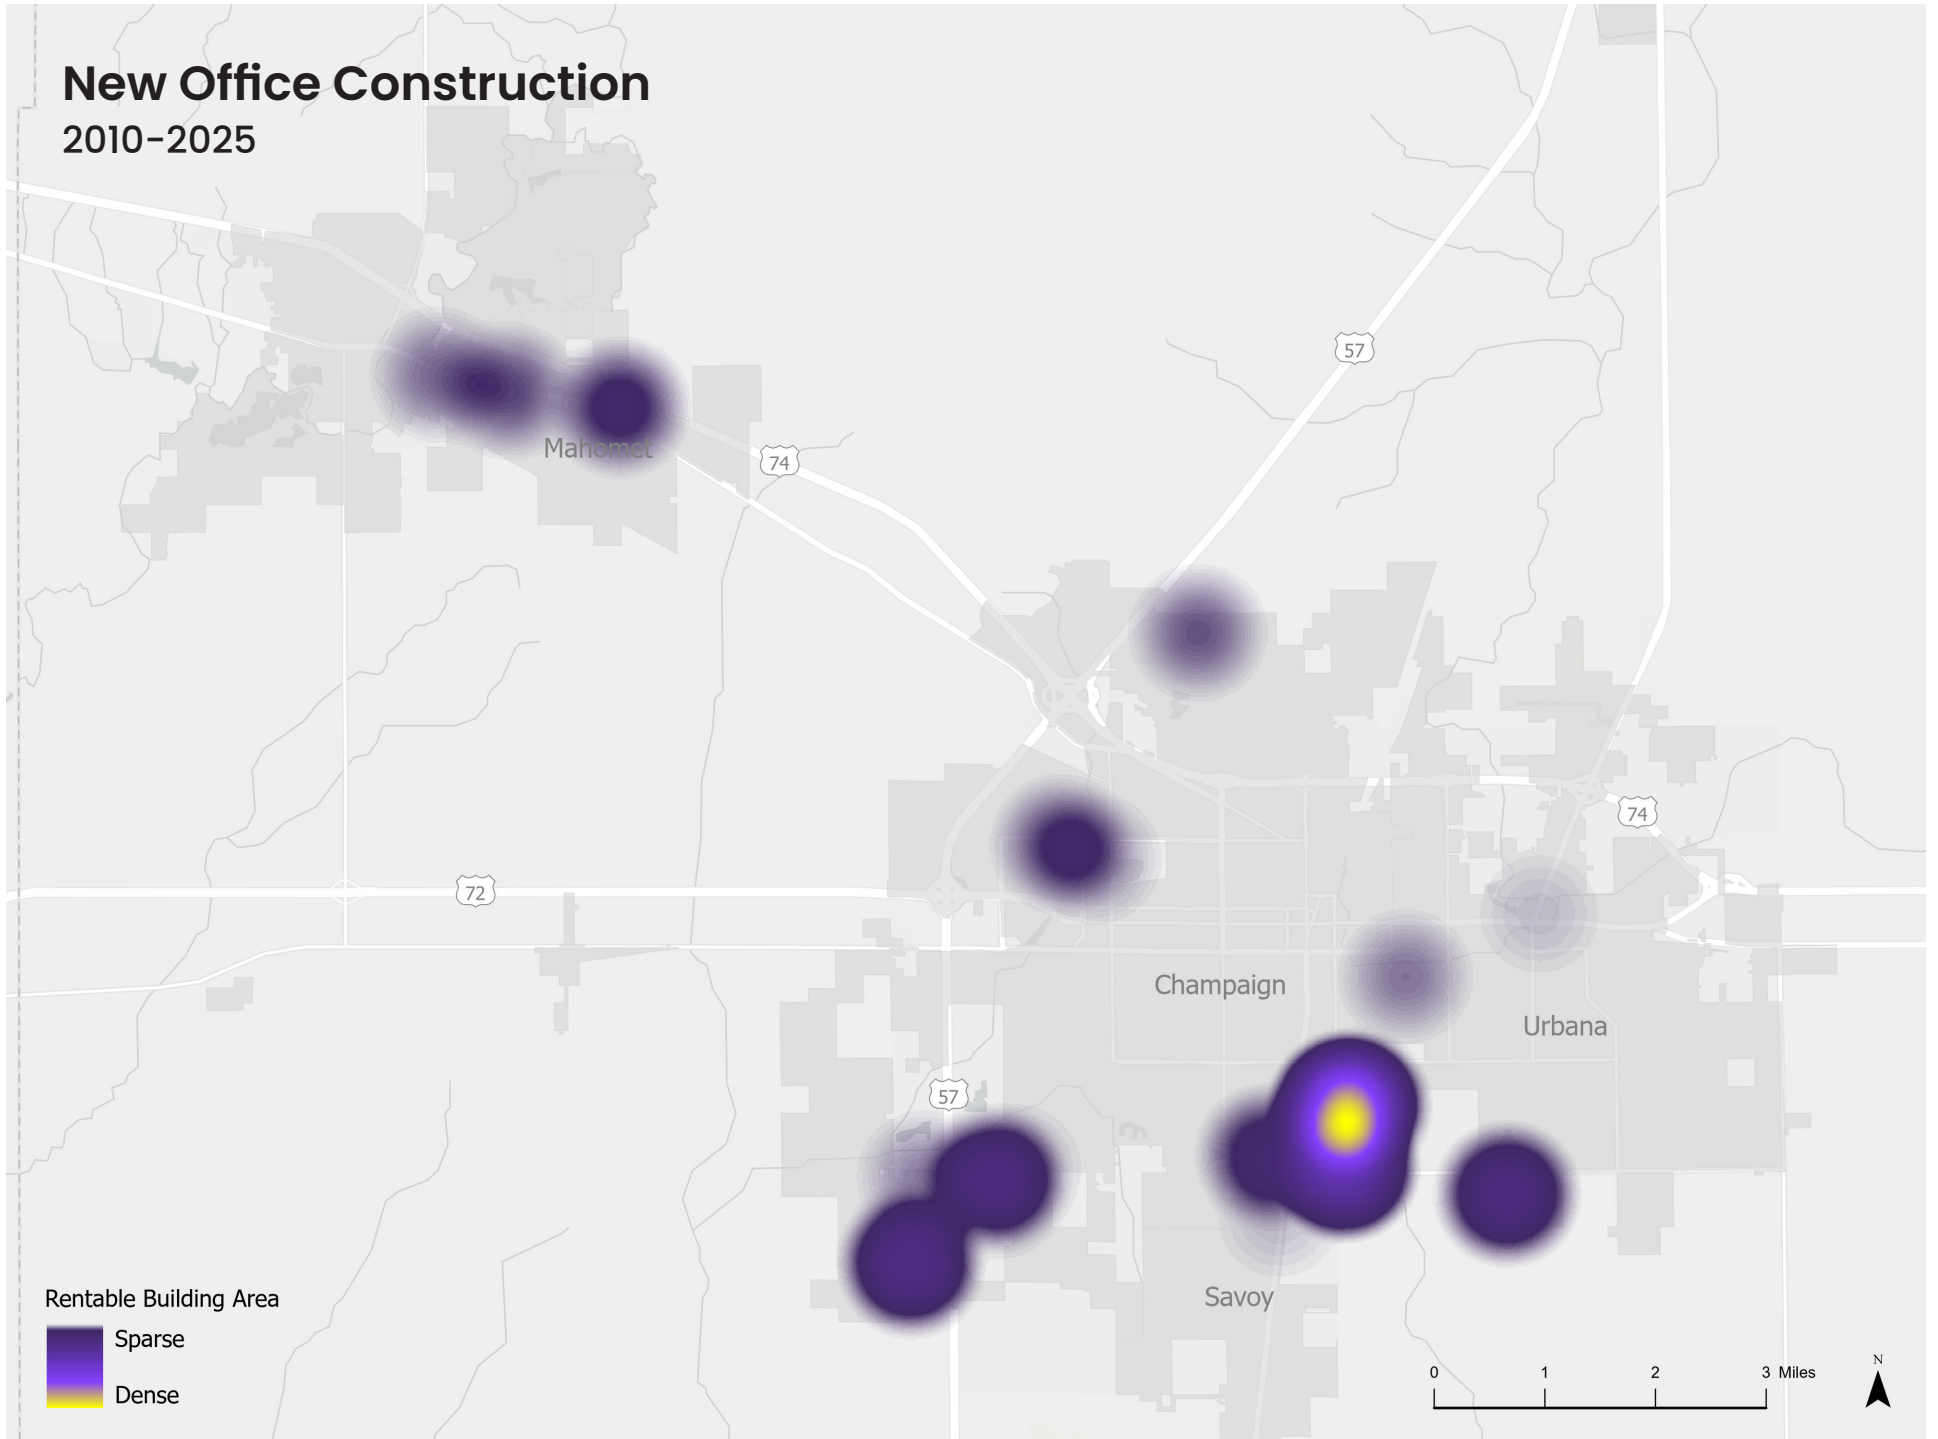 New Office Construction
2010-2025
57
Mahomet
74
74
72
Champaign
Urbana
57
Savoy
Rentable Building Area
Sparse
Dense
0 1 2 3 Miles
N